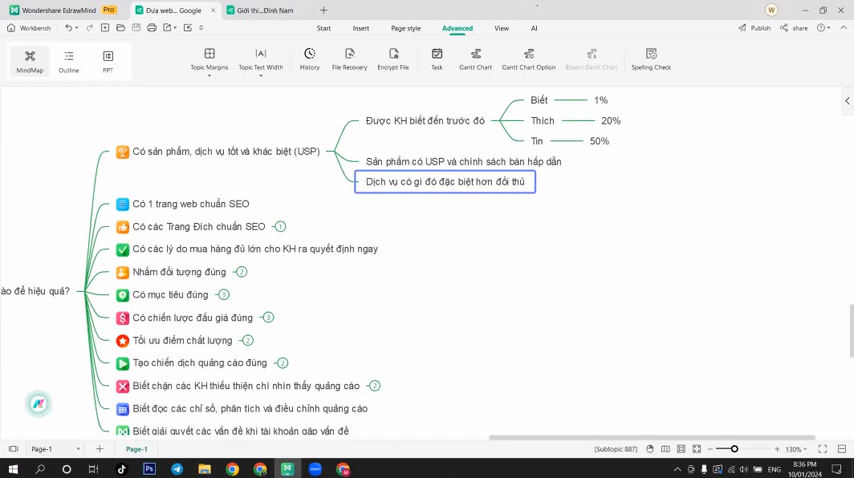 Wondershare EdrawMind Pro
Đưa web... Google
Giới thi...Đình Nam
W
Workbench
Start Insert Page style Advanced View AI
Publish share
MindMap Outline PPT
Topic Margins Topic Text Width History File Recovery Encrypt File Task Gantt Chart Gantt Chart Option Export Gantt Chart Spelling Check
Biết 1%
Được KH biết đến trước đó Thích 20%
Tin 50%
Có sản phẩm, dịch vụ tốt và khác biệt (USP)
Sản phẩm có USP và chính sách bán hấp dẫn
Dịch vụ có gì đó đặc biệt hơn đối thủ
Có 1 trang web chuẩn SEO
Có các Trang Đích chuẩn SEO 1
Có các lý do mua hàng đủ lớn cho KH ra quyết định ngay
Nhắm đối tượng đúng 2
ào để hiệu quả?
Có mục tiêu đúng 3
Có chiến lược đấu giá đúng 3
Tối ưu điểm chất lượng 2
Tạo chiến dịch quảng cáo đúng 2
Biết chặn các KH thiếu thiện chí nhìn thấy quảng cáo 2
Biết đọc các chỉ số, phân tích và điều chỉnh quảng cáo
Biết giải quyết các vấn đề khi tài khoản gặp vấn đề
Page-1 Page-1 [Subtopic 887] 130%
ENG 8:36 PM
10/01/2024